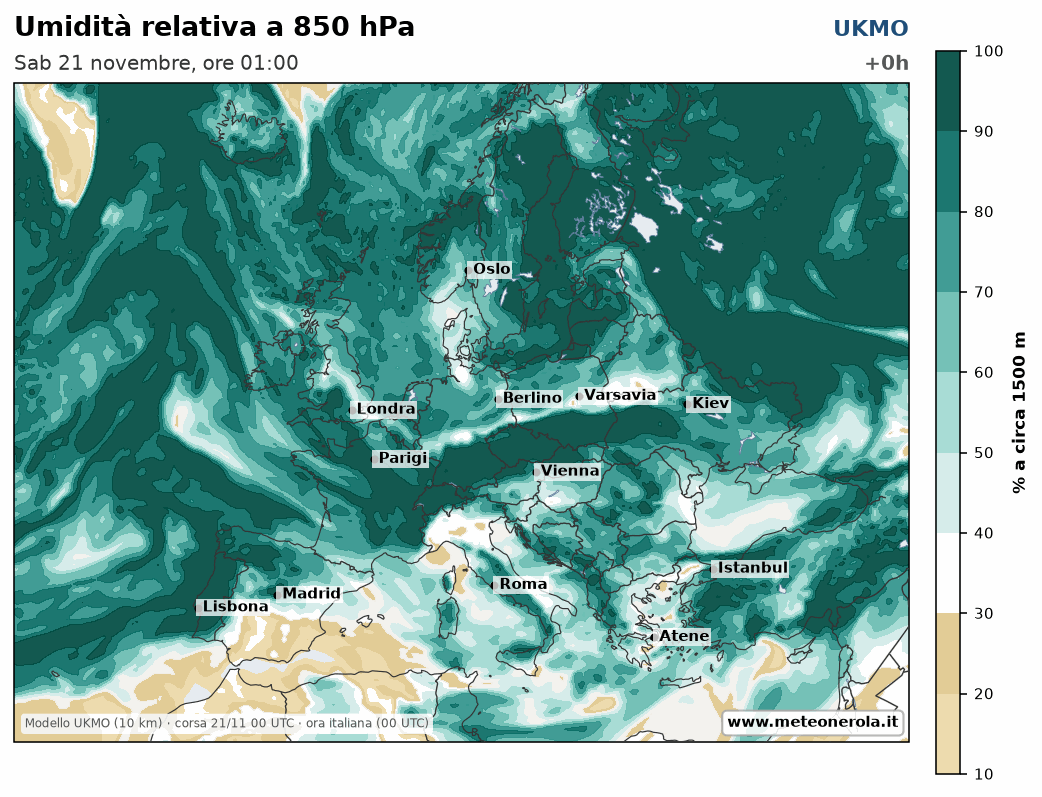 Umidità relativa a 850 hPa
UKMO
Sab 21 novembre, ore 01:00
+0h
Oslo
Londra
Berlino
Varsavia
Kiev
Parigi
Vienna
Istanbul
Roma
Madrid
Lisbona
Atene
Modello UKMO (10 km) · corsa 21/11 00 UTC · ora italiana (00 UTC)
www.meteonerola.it
100
90
80
70
60
50
40
30
20
10
% a circa 1500 m